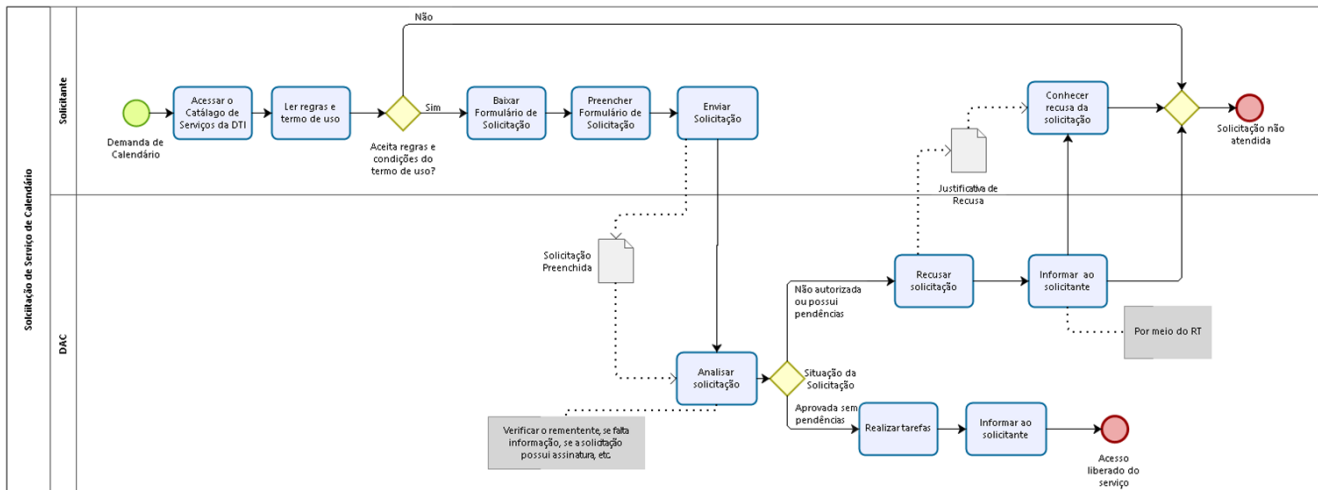 Solcitação de Serviço de Calendário
Solicitante
Não
Demanda de
Calendário
Acessar o
Catálago de
Serviços da DTI
Ler regras e
termo de uso
Aceita regras e
condições do
termo de uso?
Sim
Baixar
Formulário de
Solicitação
Preencher
Formulário de
Solicitação
Enviar
Solicitação
Justificativa de
Recusa
Conhecer
recusa da
solicitação
Solicitação não
atendida
DAC
Solicitação
Preenchida
Analisar
solicitação
Verificar o rementente, se falta
informação, se a solicitação
possui assinatura, etc.
Situação da
Solicitação
Não autorizada
ou possui
pendências
Recusar
solicitação
Informar ao
solicitante
Por meio do RT
Aprovada sem
pendências
Realizar tarefas
Informar ao
solicitante
Acesso
liberado do
serviço